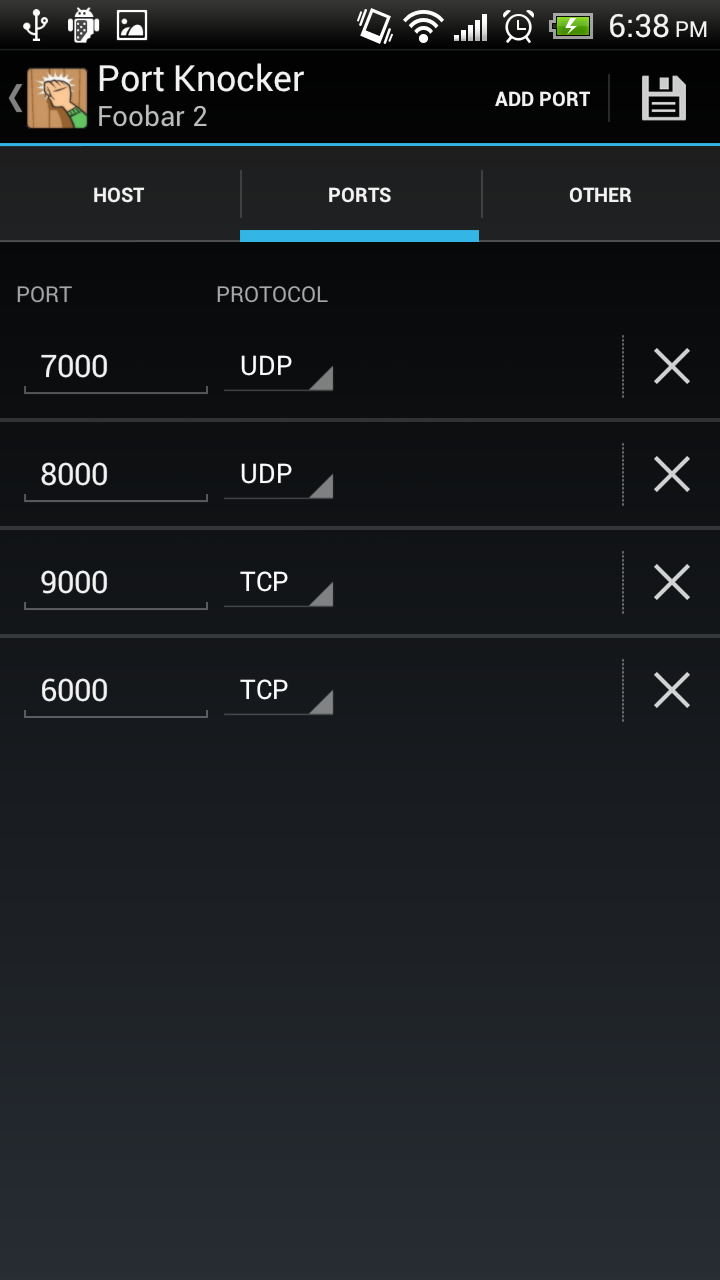 6:38 PM
Port Knocker
Foobar 2
ADD PORT
HOST PORTS OTHER
PORT PROTOCOL
7000 UDP
8000 UDP
9000 TCP
6000 TCP